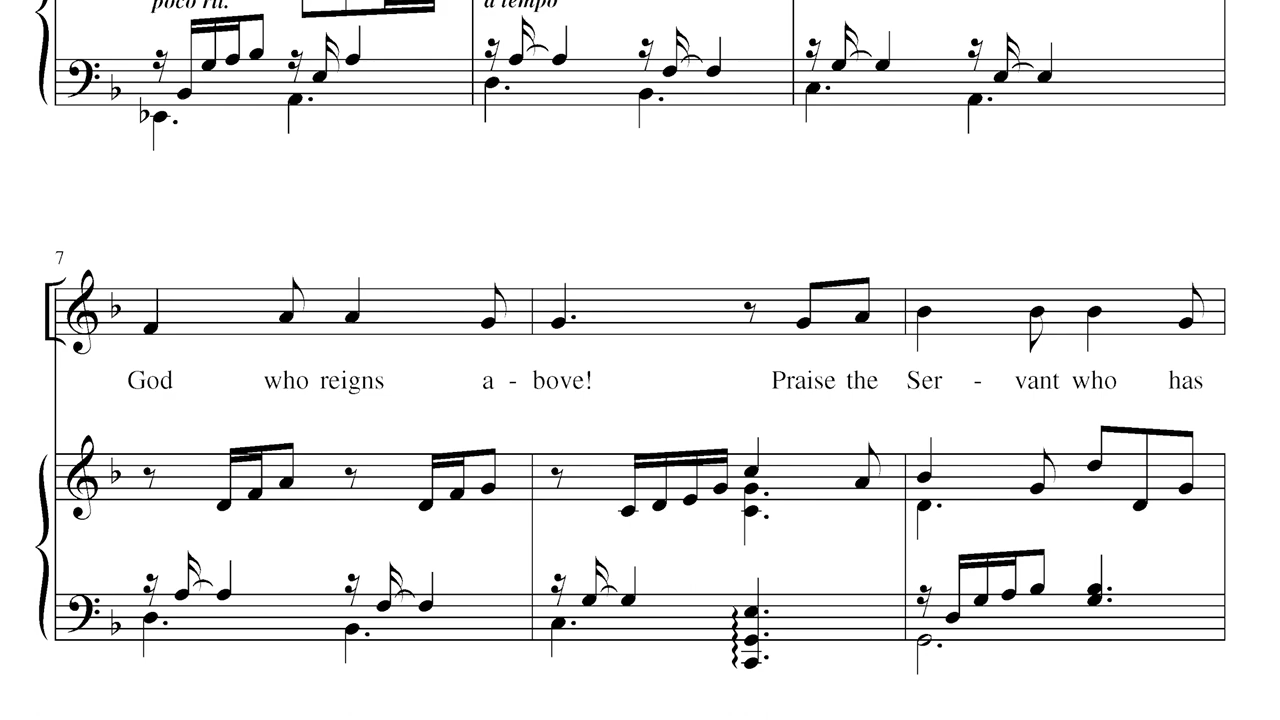 poco rit. a tempo
7
God who reigns a - bove! Praise the Ser - vant who has